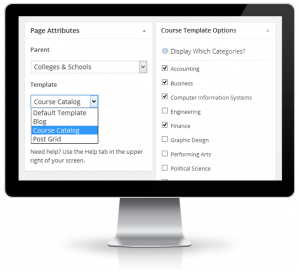 Page Attributes
Parent
Colleges & Schools
Template
Course Catalog
Default Template
Blog
Course Catalog
Post Grid
Need help? Use the Help tab in the upper
right of your screen.
Course Template Options
Display Which Categories?
Accounting
Business
Computer Information Systems
Engineering
Finance
Graphic Design
Performing Arts
Political Science